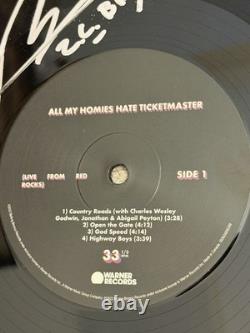 ALL MY HOMIES HATE TICKETMASTER
(LIVE FROM RED ROCKS)
SIDE 1
1) Country Roads (with Charles Wesley
Godwin, Jonathan & Abigail Peyton) (3:28)
2) Open the Gate (4:12)
3) God Speed (4:14)
4) Highway Boys (3:39)
33 1/3
WARNER
RECORDS